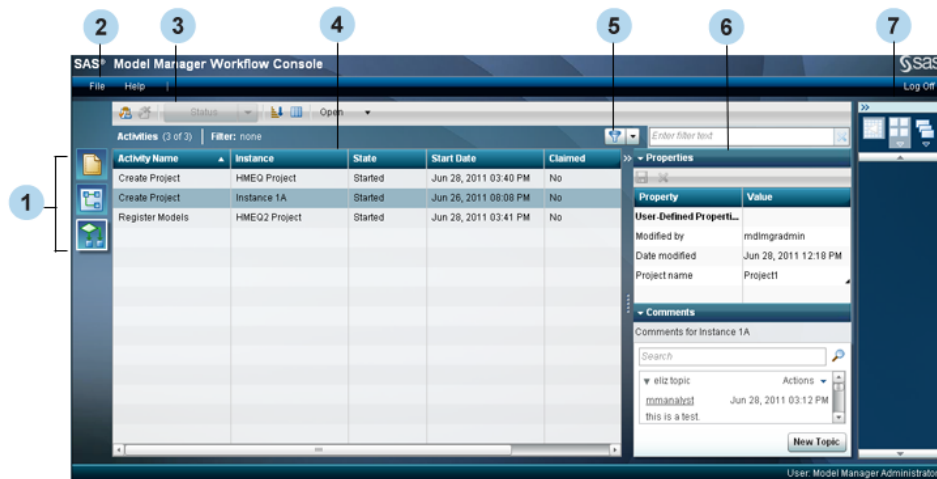 2 3 4 5 6 7
SAS® Model Manager Workflow Console
Ssas
File Help Log Off
Status Open
Activities (3 of 3) Filter: none Enter filter text
Activity Name Instance State Start Date Claimed
Create Project HMEQ Project Started Jun 28, 2011 03:40 PM No
Create Project Instance 1A Started Jun 26, 2011 08:08 PM No
Register Models HMEQ2 Project Started Jun 28, 2011 03:41 PM No
1
Properties
Property Value
User-Defined Properti...
Modified by mdlmgradmin
Date modified Jun 28, 2011 12:18 PM
Project name Project1
Comments
Comments for Instance 1A
Search
eliz topic Actions
mmanalyst Jun 28, 2011 03:12 PM
this is a test.
New Topic
User: Model Manager Administrator